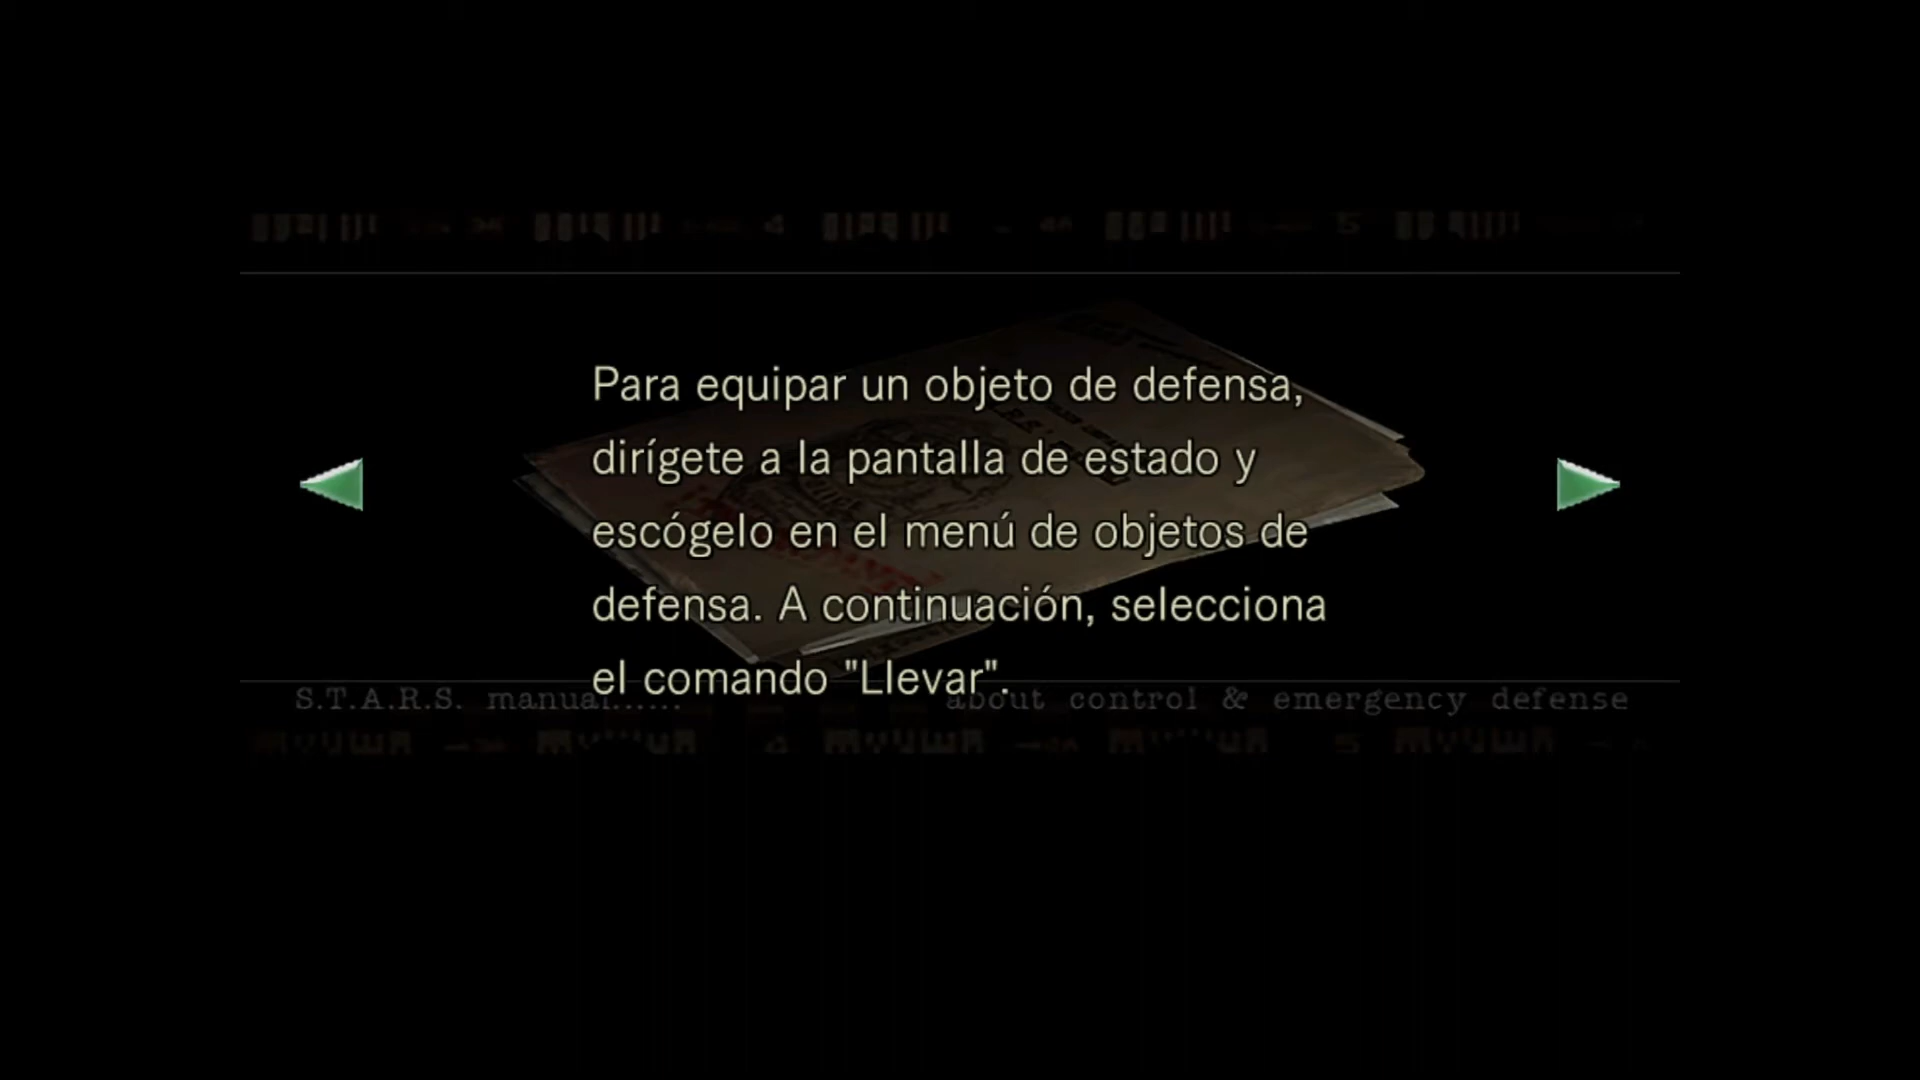 Para equipar un objeto de defensa,
dirígete a la pantalla de estado y
escógelo en el menú de objetos de
defensa. A continuación, selecciona
el comando "Llevar".
S.T.A.R.S. manual...... about control & emergency defense